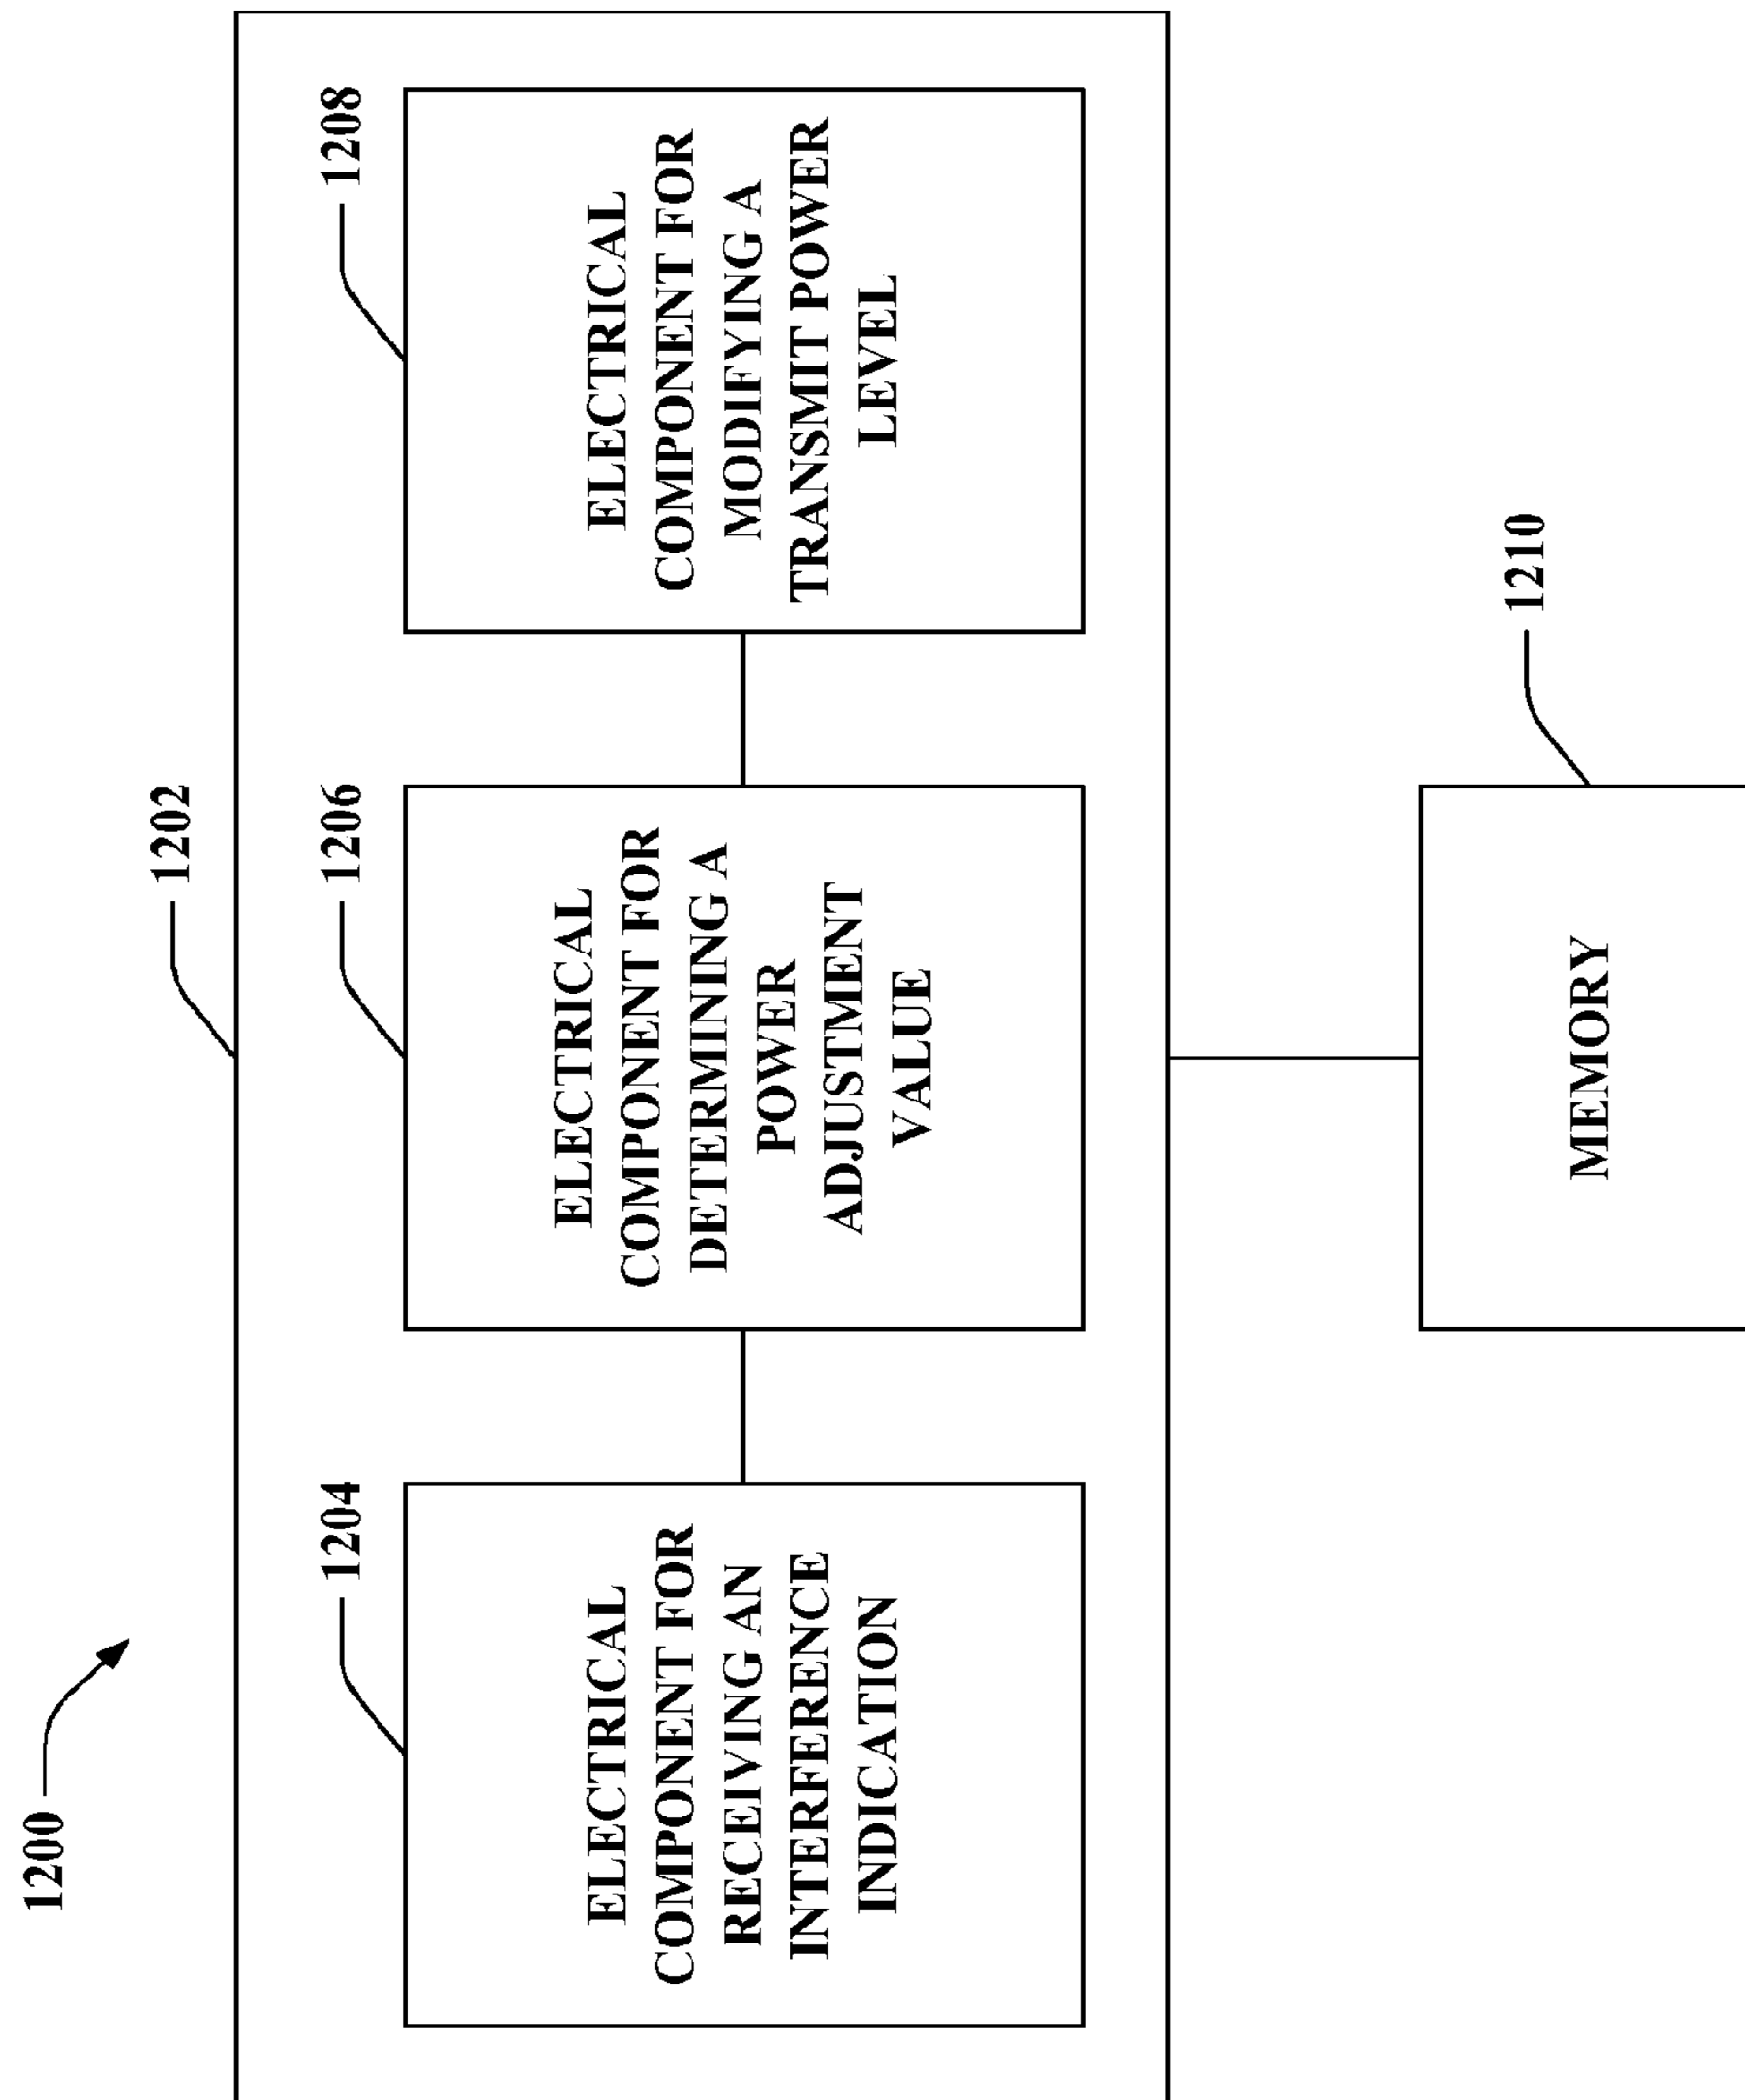 1200
1202
1204
ELECTRICAL
COMPONENT FOR
RECEIVING AN
INTERFERENCE
INDICATION
1206
ELECTRICAL
COMPONENT FOR
DETERMINING A
POWER
ADJUSTMENT
VALUE
1208
ELECTRICAL
COMPONENT FOR
MODIFYING A
TRANSMIT POWER
LEVEL
1210
MEMORY